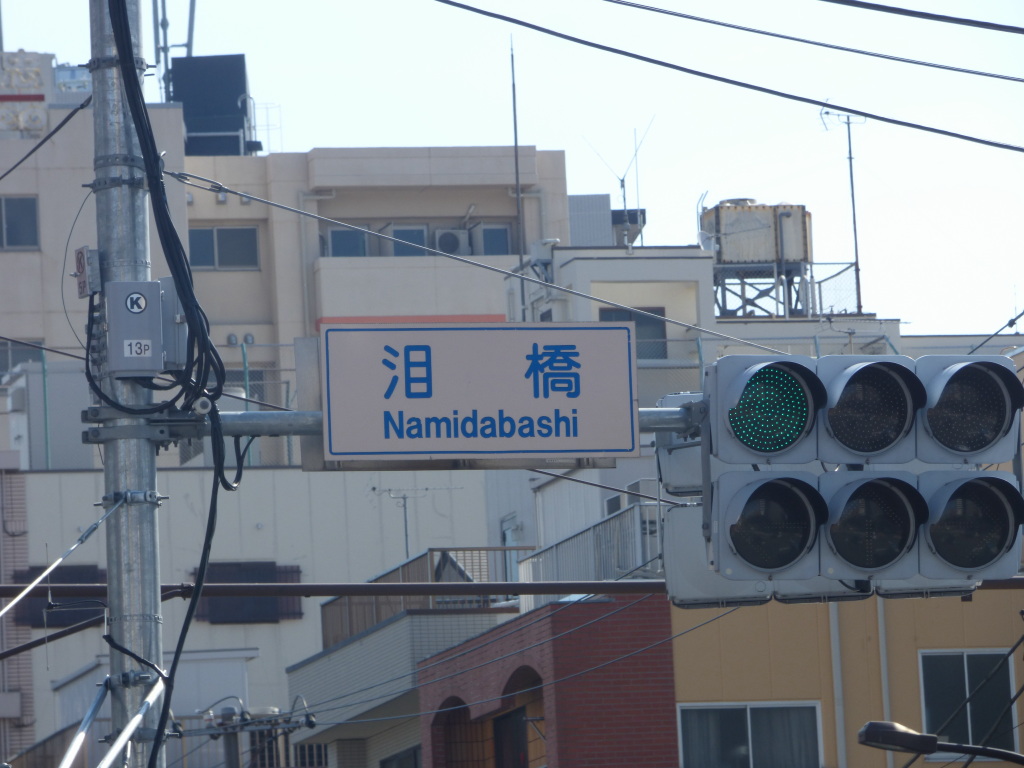 K
13P
泪橋
Namidabashi